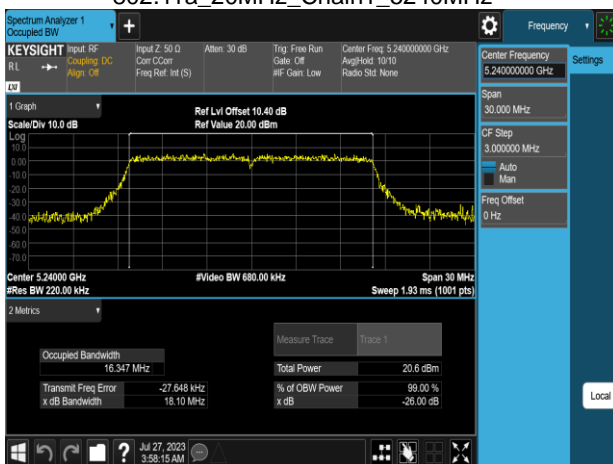 802.11a_20MHz_Chain1_5240MHz
Spectrum Analyzer 1
Occupied BW
Frequency
KEYSIGHT
R L
LXI
Input: RF
Coupling: DC
Align: Off
Input Z: 50 Ω
Corr CCorr
Freq Ref: Int (S)
Atten: 30 dB
Trig: Free Run
Gate: Off
#IF Gain: Low
Center Freq: 5.240000000 GHz
Avg|Hold: 10/10
Radio Std: None
1 Graph
Scale/Div 10.0 dB
Ref Lvl Offset 10.40 dB
Ref Value 20.00 dBm
Log
10.0
0.00
-10.0
-20.0
-30.0
-40.0
-50.0
-60.0
-70.0
Center 5.24000 GHz
#Res BW 220.00 kHz
#Video BW 680.00 kHz
Span 30 MHz
Sweep 1.93 ms (1001 pts)
2 Metrics
Measure Trace
Trace 1
Occupied Bandwidth
16.347 MHz
Total Power
20.6 dBm
Transmit Freq Error
-27.648 kHz
% of OBW Power
99.00 %
x dB Bandwidth
18.10 MHz
x dB
-26.00 dB
Center Frequency
5.240000000 GHz
Settings
Span
30.000 MHz
CF Step
3.000000 MHz
Auto
Man
Freq Offset
0 Hz
Local
Jul 27, 2023
3:58:15 AM